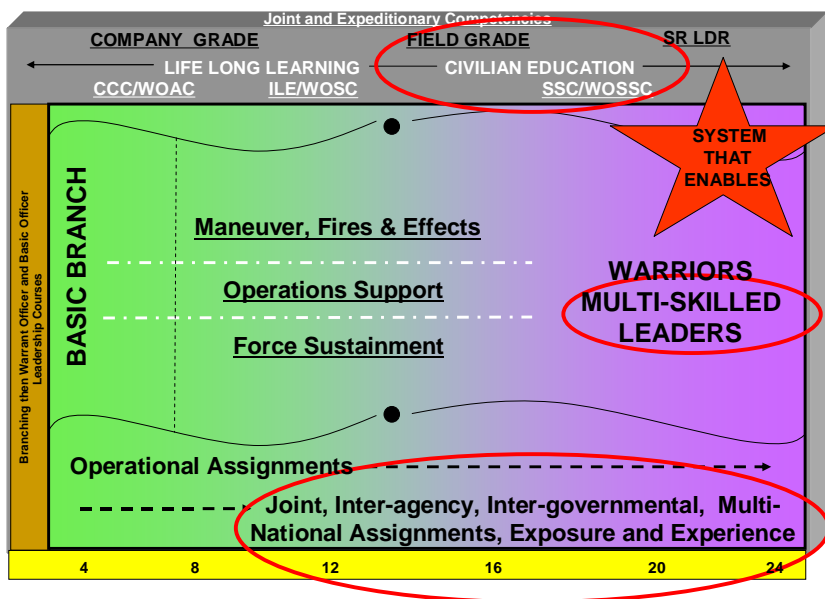 Joint and Expeditionary Competencies
COMPANY GRADE
FIELD GRADE
SR LDR
LIFE LONG LEARNING
CIVILIAN EDUCATION
CCC/WOAC
ILE/WOSC
SSC/WOSSC
SYSTEM
THAT
ENABLES
Branching then Warrant Officer and Basic Officer
Leadership Courses
BASIC BRANCH
Maneuver, Fires & Effects
Operations Support
Force Sustainment
WARRIORS
MULTI-SKILLED
LEADERS
Operational Assignments
Joint, Inter-agency, Inter-governmental, Multi-
National Assignments, Exposure and Experience
4 8 12 16 20 24